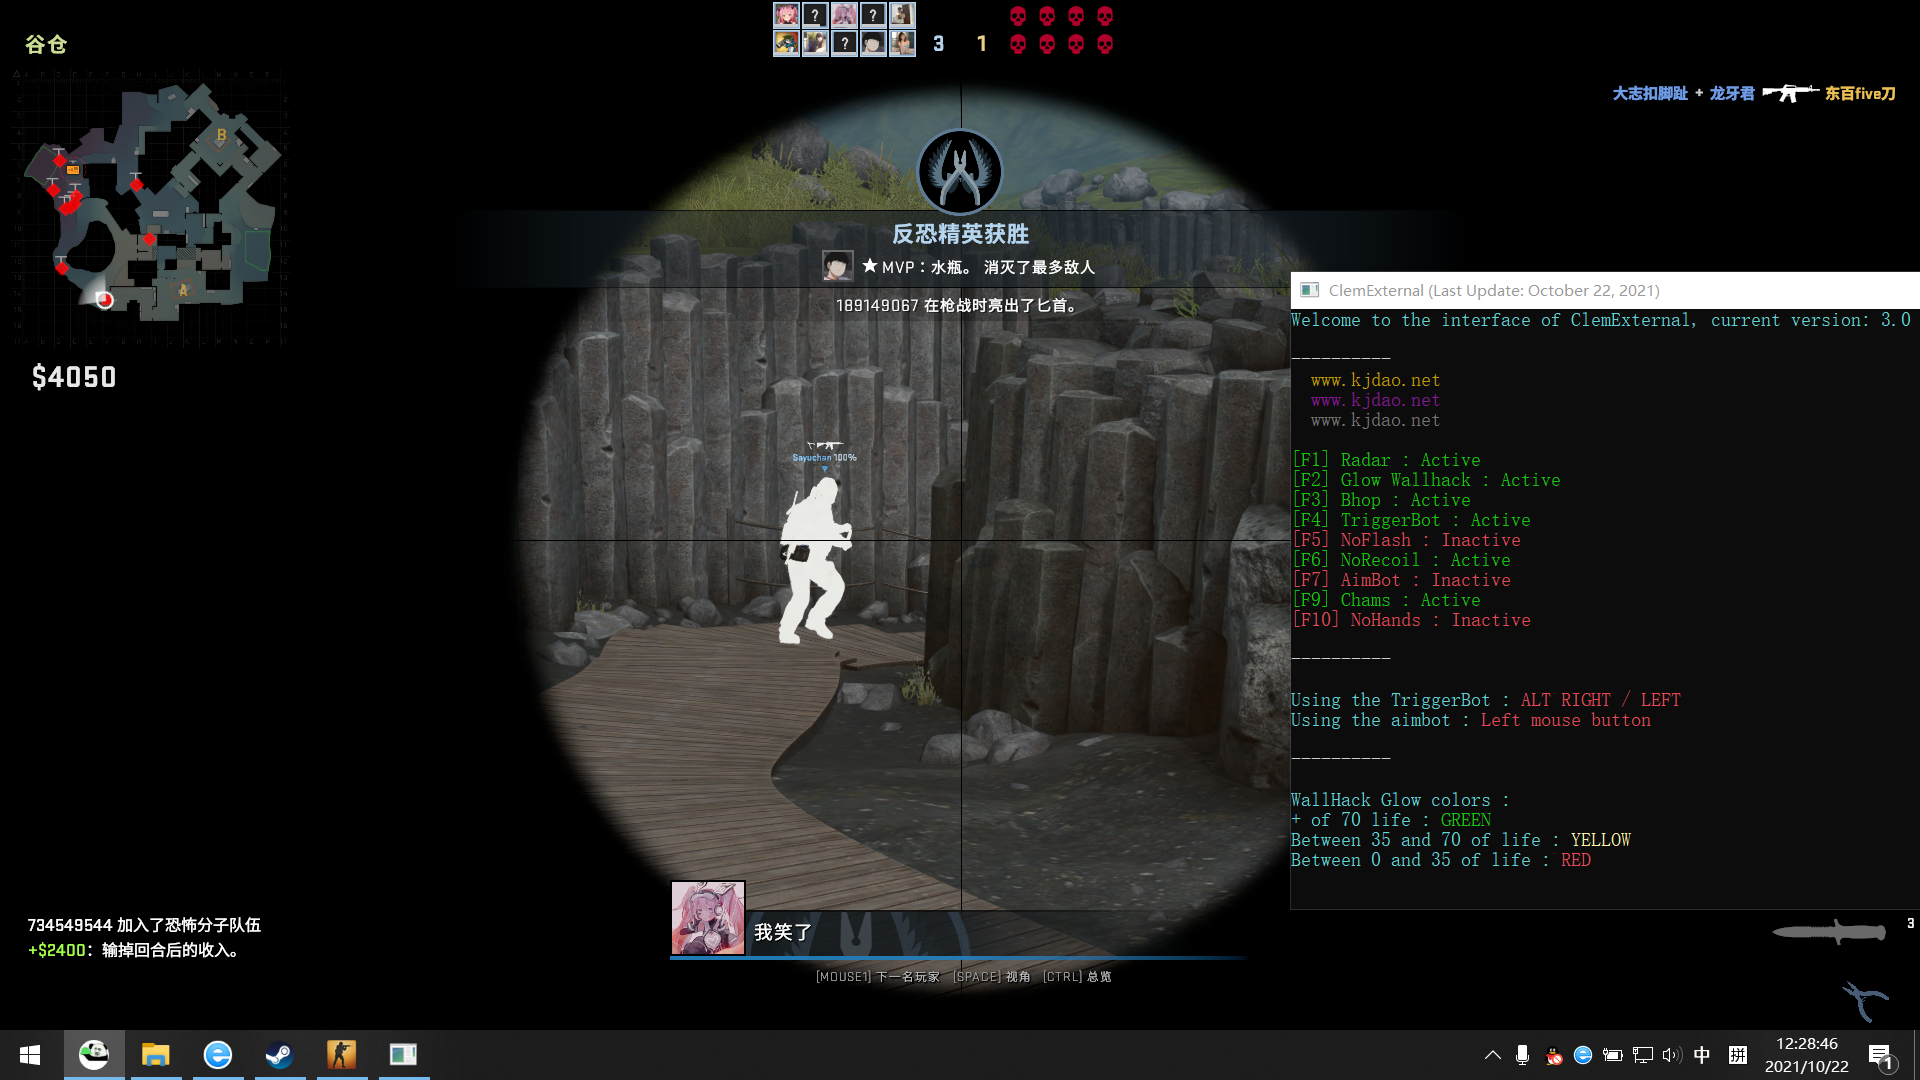 谷仓
B
A
$4050
? ?
?
3 1
大志扣脚趾 + 龙牙君 东百five刀
反恐精英获胜
★ MVP：水瓶。 消灭了最多敌人
189149067 在枪战时亮出了匕首。
Sayuchan 100%
ClemExternal (Last Update: October 22, 2021)
Welcome to the interface of ClemExternal, current version: 3.0
----------
www.kjdao.net
www.kjdao.net
www.kjdao.net
[F1] Radar : Active
[F2] Glow Wallhack : Active
[F3] Bhop : Active
[F4] TriggerBot : Active
[F5] NoFlash : Inactive
[F6] NoRecoil : Active
[F7] AimBot : Inactive
[F9] Chams : Active
[F10] NoHands : Inactive
----------
Using the TriggerBot : ALT RIGHT / LEFT
Using the aimbot : Left mouse button
----------
WallHack Glow colors :
+ of 70 life : GREEN
Between 35 and 70 of life : YELLOW
Between 0 and 35 of life : RED
734549544 加入了恐怖分子队伍
+$2400：输掉回合后的收入。
我笑了
[MOUSE1] 下一名玩家 [SPACE] 视角 [CTRL] 总览
3
中 拼
12:28:46
2021/10/22
1